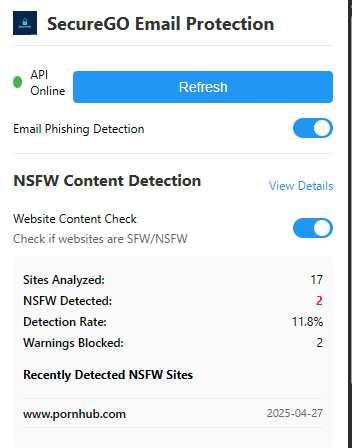 SecureGO Email Protection
API
Online
Refresh
Email Phishing Detection
NSFW Content Detection
View Details
Website Content Check
Check if websites are SFW/NSFW
Sites Analyzed: 17
NSFW Detected: 2
Detection Rate: 11.8%
Warnings Blocked: 2
Recently Detected NSFW Sites
www.pornhub.com 2025-04-27